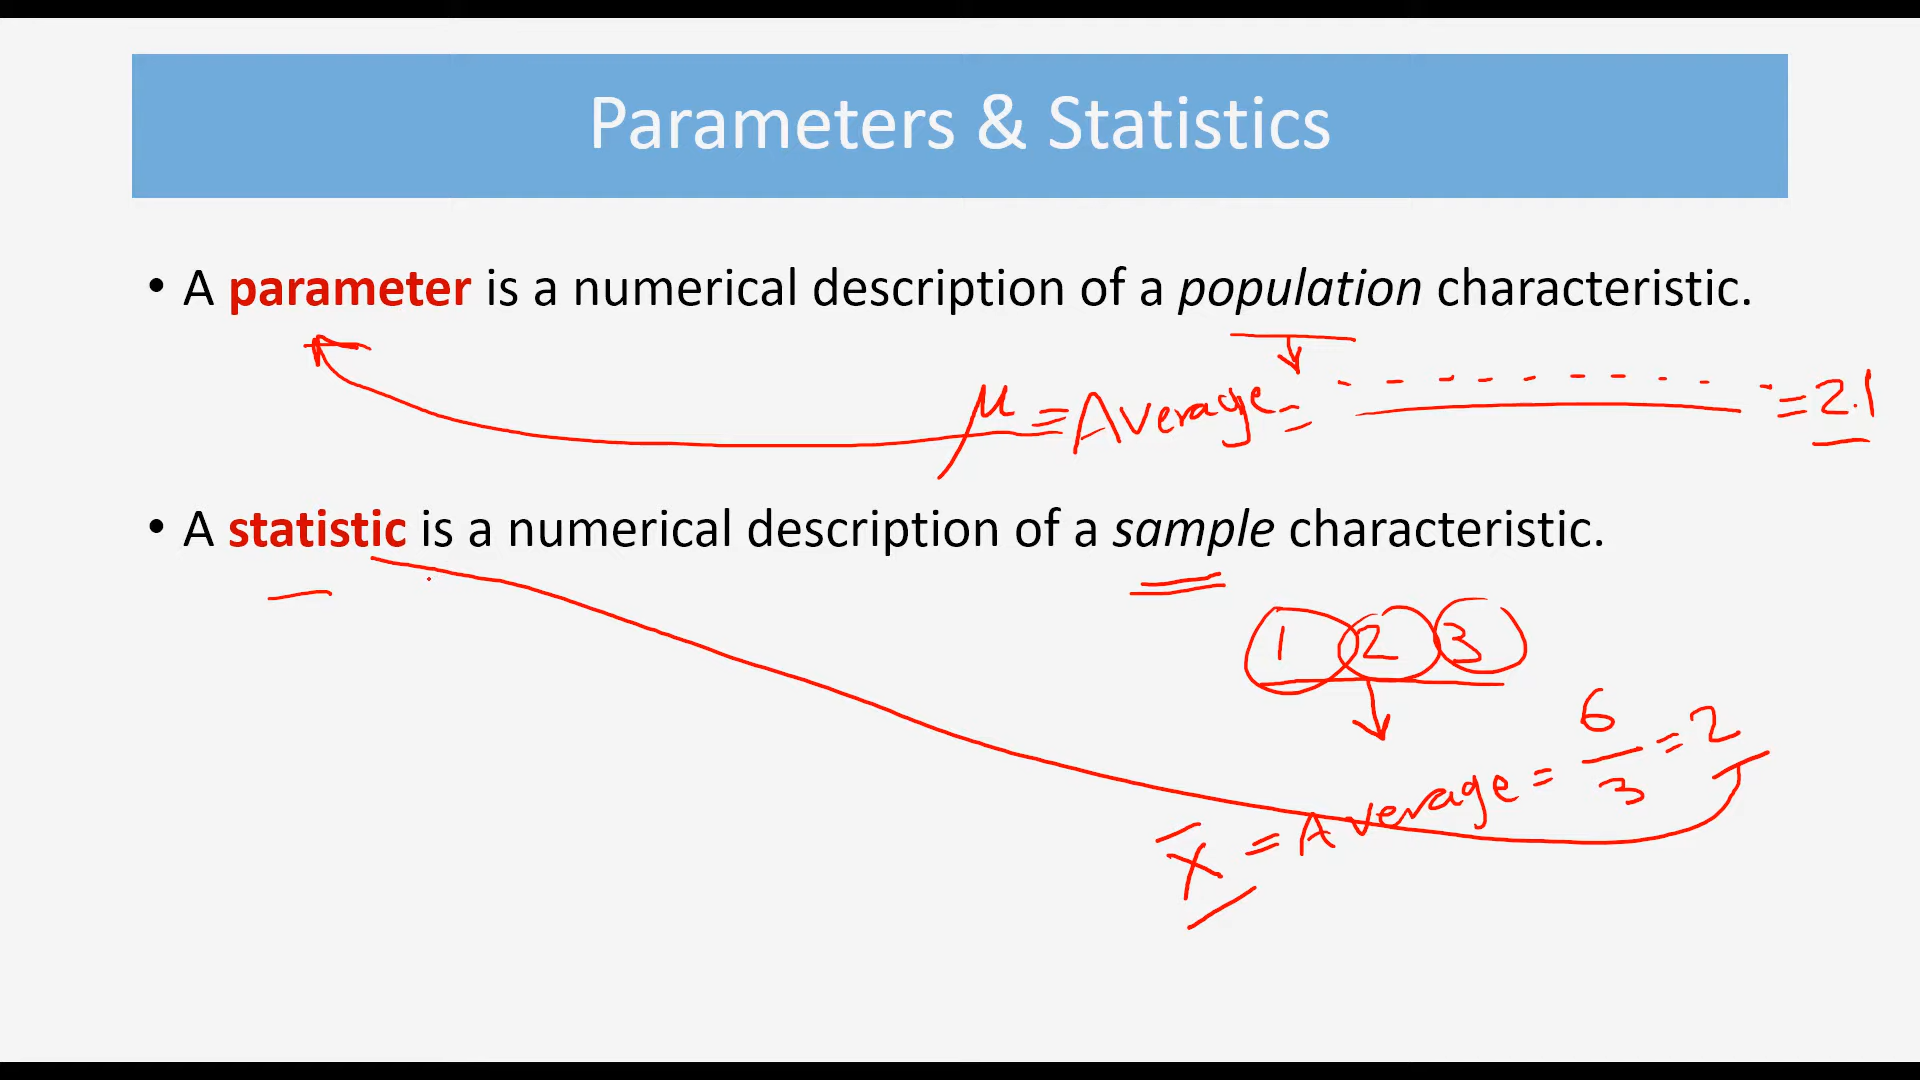 Parameters & Statistics
• A parameter is a numerical description of a population characteristic.
μ = Average = = 2.1
• A statistic is a numerical description of a sample characteristic.
1 2 3
x̄ = Average = 6/3 = 2